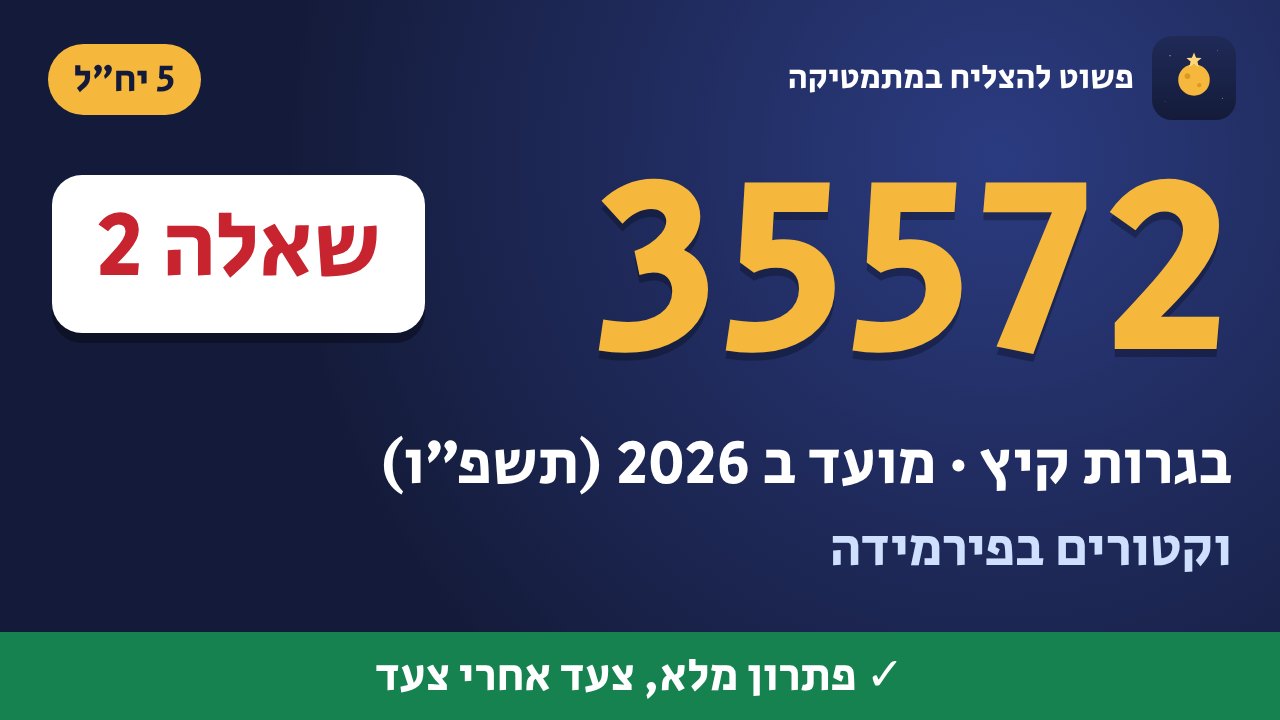 פשוט להצליח במתמטיקה
5 יח״ל
35572
שאלה 2
בגרות קיץ · מועד ב 2026 (תשפ״ו)
וקטורים בפירמידה
✓ פתרון מלא, צעד אחרי צעד